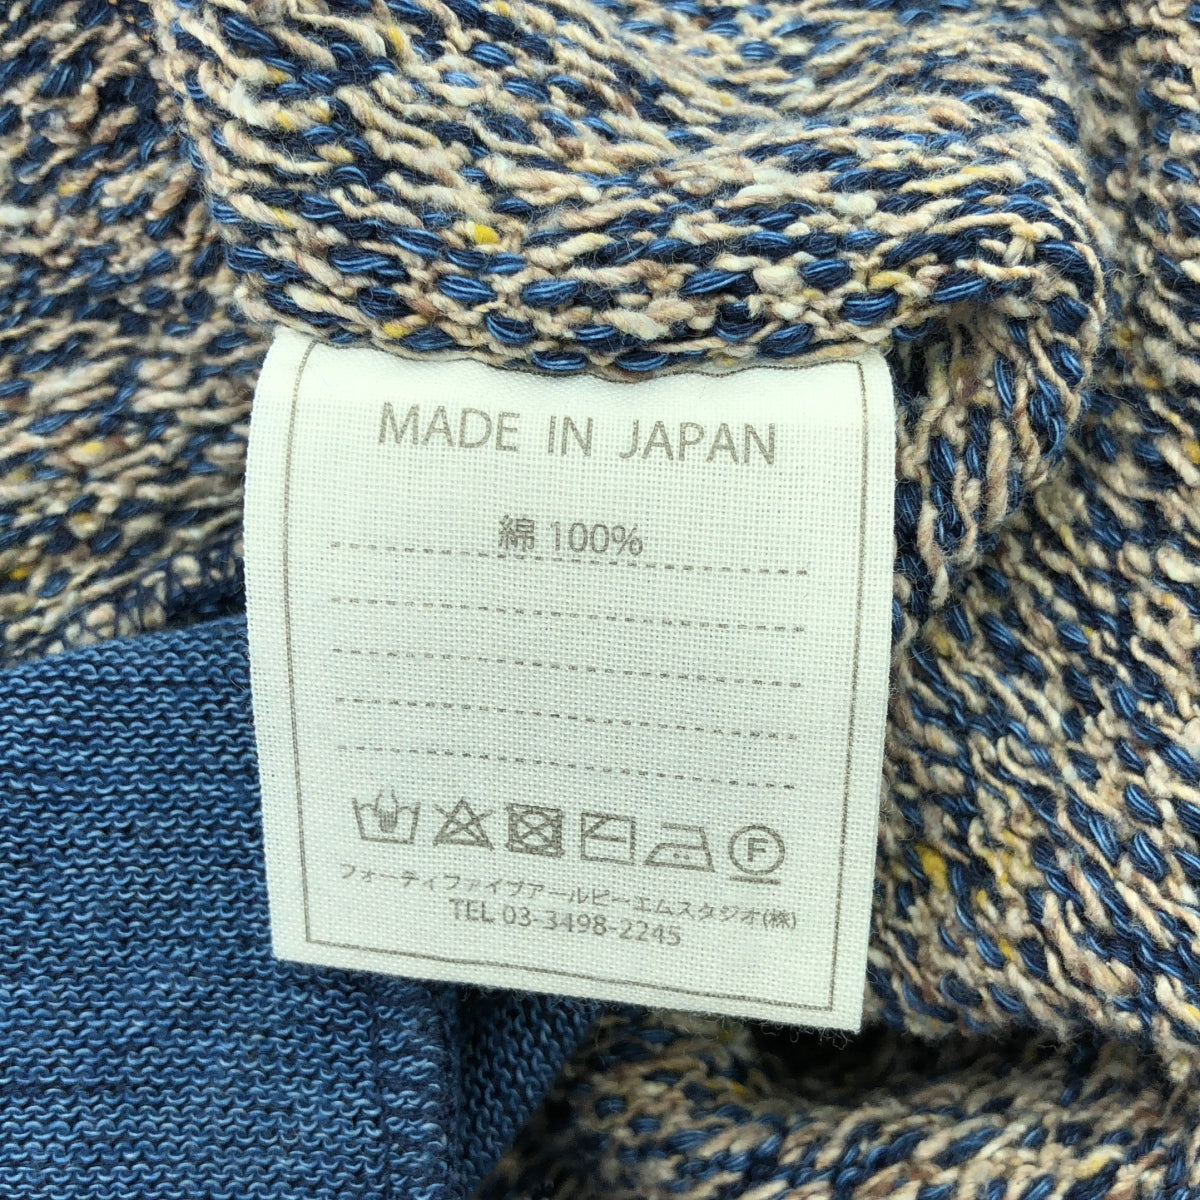 MADE IN JAPAN
綿 100%
F
フォーティファイブアールピーエムスタジオ(株)
TEL 03-3498-2245